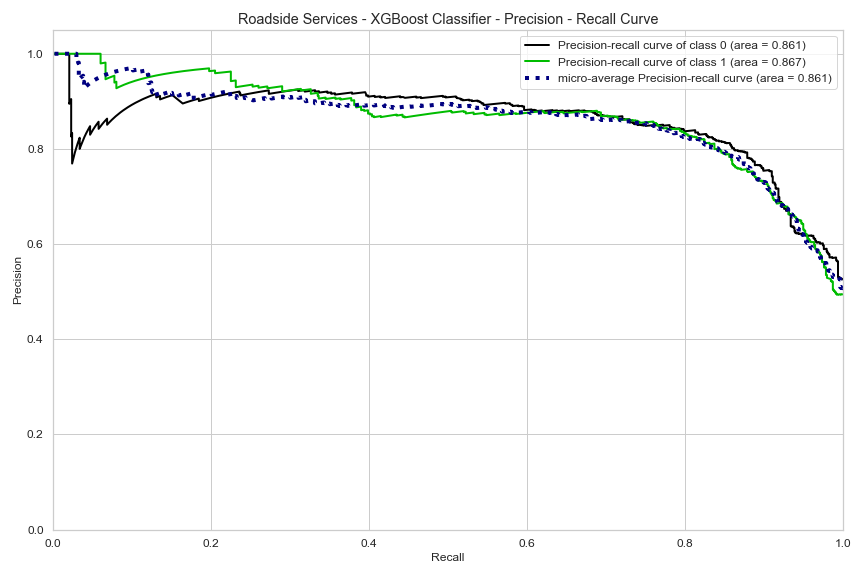 Roadside Services - XGBoost Classifier - Precision - Recall Curve
Precision-recall curve of class 0 (area = 0.861)
Precision-recall curve of class 1 (area = 0.867)
micro-average Precision-recall curve (area = 0.861)
1.0
0.8
0.6
0.4
0.2
0.0
Precision
0.0 0.2 0.4 0.6 0.8 1.0
Recall